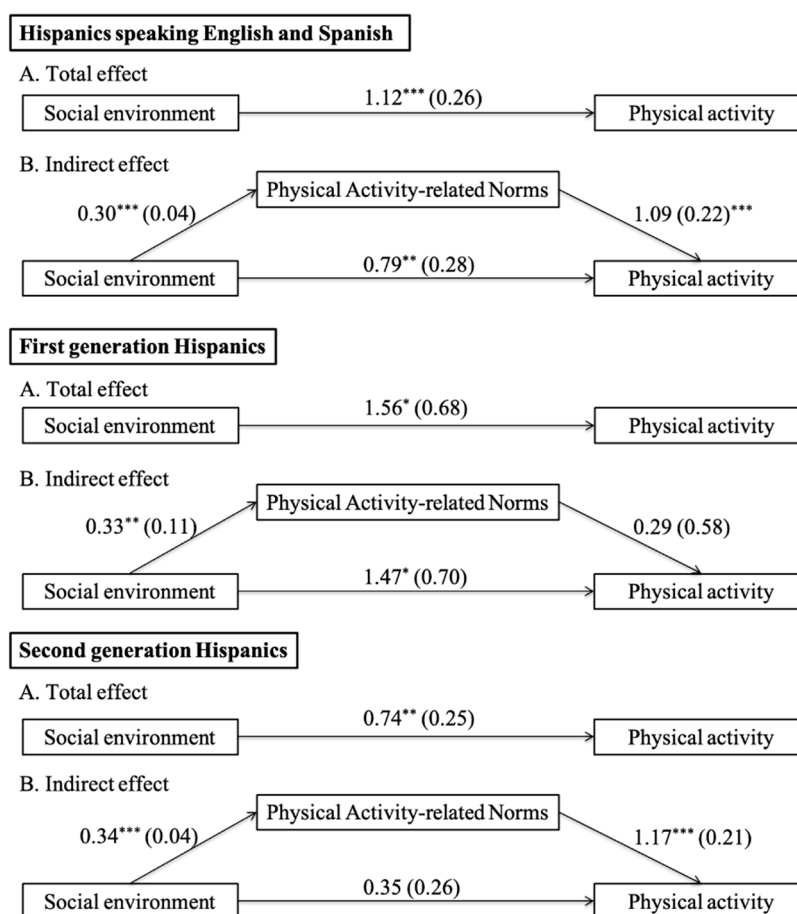 Hispanics speaking English and Spanish
A. Total effect
1.12*** (0.26)
Social environment
Physical activity
B. Indirect effect
Physical Activity-related Norms
0.30*** (0.04)
1.09 (0.22)***
0.79** (0.28)
Social environment
Physical activity
First generation Hispanics
A. Total effect
1.56* (0.68)
Social environment
Physical activity
B. Indirect effect
Physical Activity-related Norms
0.33** (0.11)
0.29 (0.58)
1.47* (0.70)
Social environment
Physical activity
Second generation Hispanics
A. Total effect
0.74** (0.25)
Social environment
Physical activity
B. Indirect effect
Physical Activity-related Norms
0.34*** (0.04)
1.17*** (0.21)
0.35 (0.26)
Social environment
Physical activity